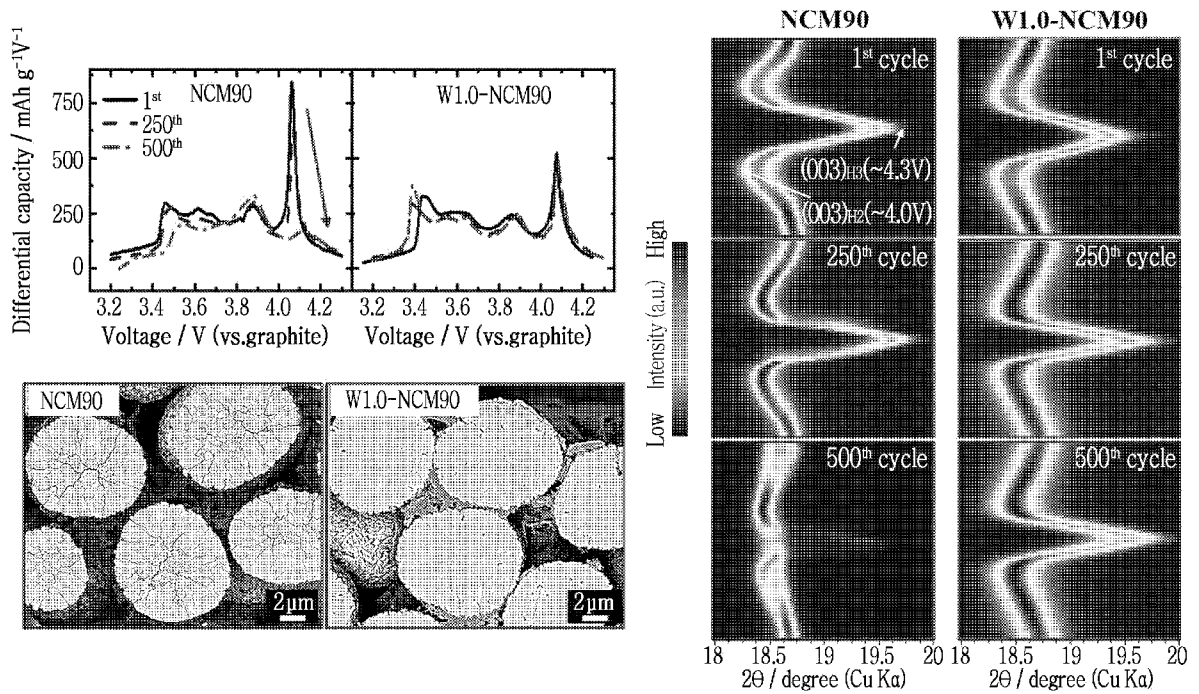 Differential capacity / mAh g⁻¹V⁻¹
750
500
250
0
NCM90
1st
250th
500th
W1.0-NCM90
3.2 3.4 3.6 3.8 4.0 4.2
3.2 3.4 3.6 3.8 4.0 4.2
Voltage / V (vs.graphite)
Voltage / V (vs.graphite)
NCM90
2μm
W1.0-NCM90
2μm
Low Intensity (a.u.) High
NCM90
W1.0-NCM90
1st cycle
(003)H3(~4.3V)
(003)H2(~4.0V)
1st cycle
250th cycle
250th cycle
500th cycle
500th cycle
18 18.5 19 19.5 20
18 18.5 19 19.5 20
2Θ / degree (Cu Kα)
2Θ / degree (Cu Kα)